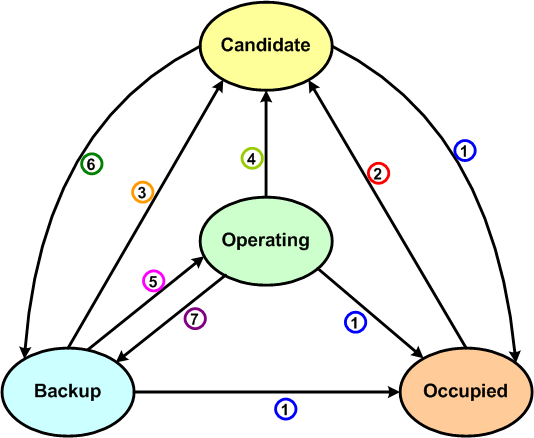 Candidate
6
1
4
3
2
Operating
5
7
1
Backup
Occupied
1